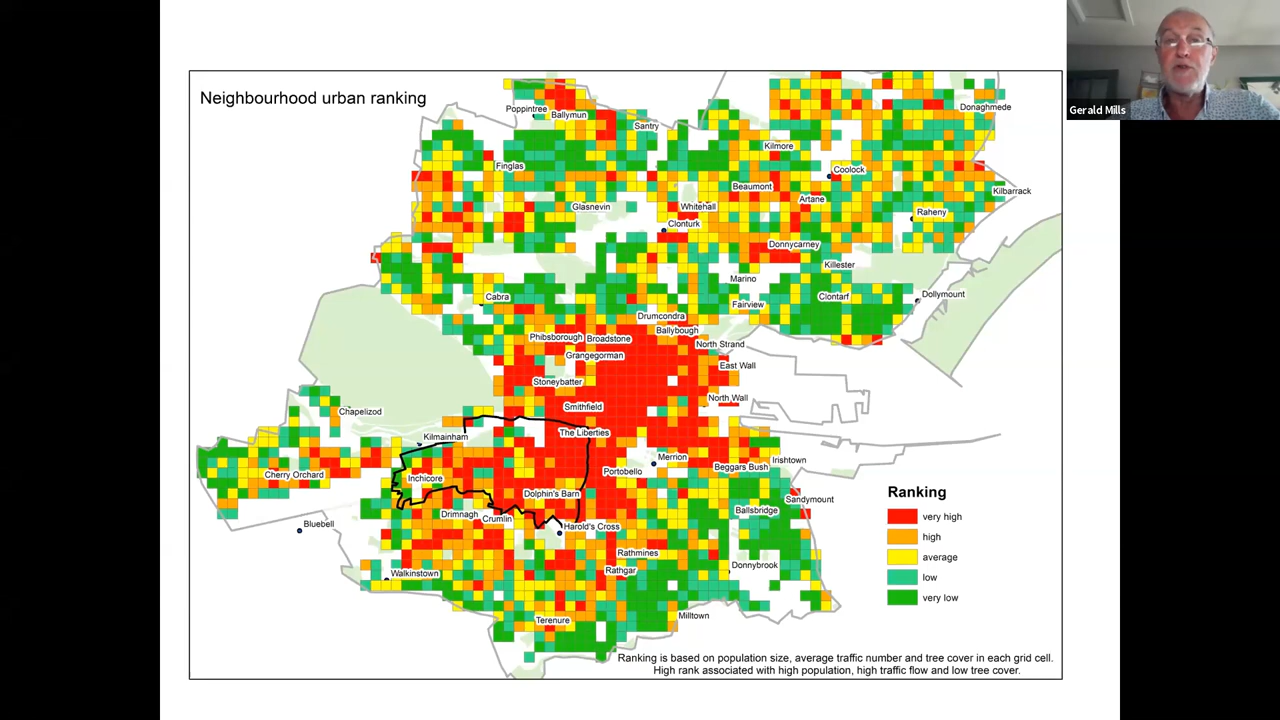 Gerald Mills
Neighbourhood urban ranking
Poppintree
Ballymun
Donaghmede
Santry
Kilmore
Finglas
Coolock
Beaumont
Kilbarrack
Artane
Glasnevin
Whitehall
Raheny
Clonturk
Donnycarney
Killester
Marino
Cabra
Clontarf
Dollymount
Fairview
Drumcondra
Ballybough
Phibsborough
Broadstone
North Strand
Grangegorman
East Wall
Stoneybatter
North Wall
Smithfield
Chapelizod
The Liberties
Kilmainham
Merrion
Irishtown
Beggars Bush
Portobello
Cherry Orchard
Inchicore
Dolphin's Barn
Sandymount
Ballsbridge
Drimnagh
Crumlin
Bluebell
Harold's Cross
Rathmines
Donnybrook
Rathgar
Walkinstown
Milltown
Terenure
Ranking
very high
high
average
low
very low
Ranking is based on population size, average traffic number and tree cover in each grid cell.
High rank associated with high population, high traffic flow and low tree cover.